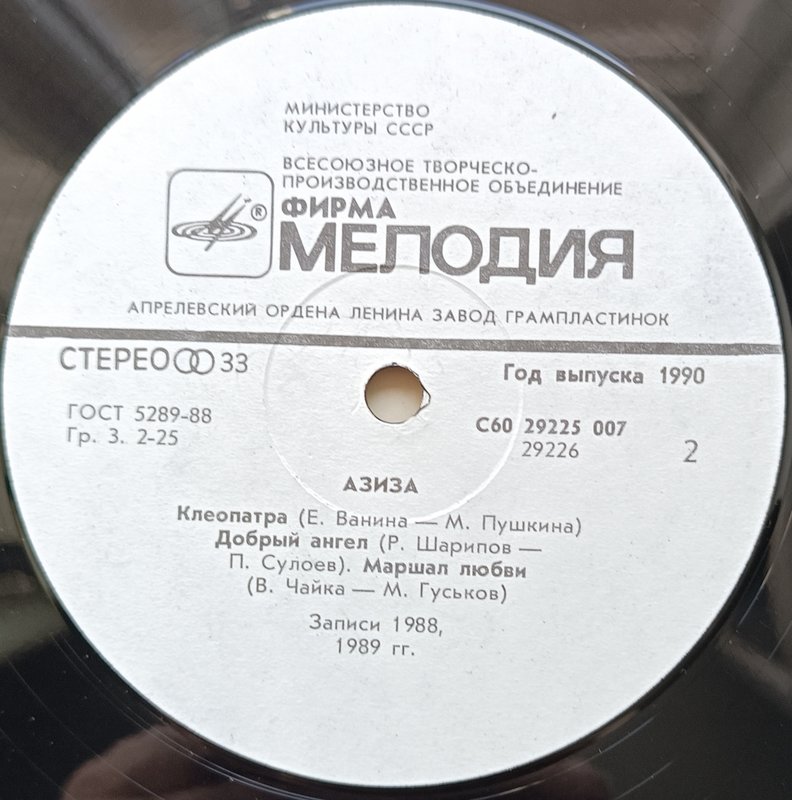 МИНИСТЕРСТВО
КУЛЬТУРЫ СССР
ВСЕСОЮЗНОЕ ТВОРЧЕСКО-
ПРОИЗВОДСТВЕННОЕ ОБЪЕДИНЕНИЕ
®
ФИРМА
МЕЛОДИЯ
АПРЕЛЕВСКИЙ ОРДЕНА ЛЕНИНА ЗАВОД ГРАМПЛАСТИНОК
СТЕРЕО 33
Год выпуска 1990
ГОСТ 5289-88
Гр. 3. 2-25
С60 29225 007
29226
2
АЗИЗА
Клеопатра (Е. Ванина — М. Пушкина)
Добрый ангел (Р. Шарипов —
П. Сулоев). Маршал любви
(В. Чайка — М. Гуськов)
Записи 1988,
1989 гг.